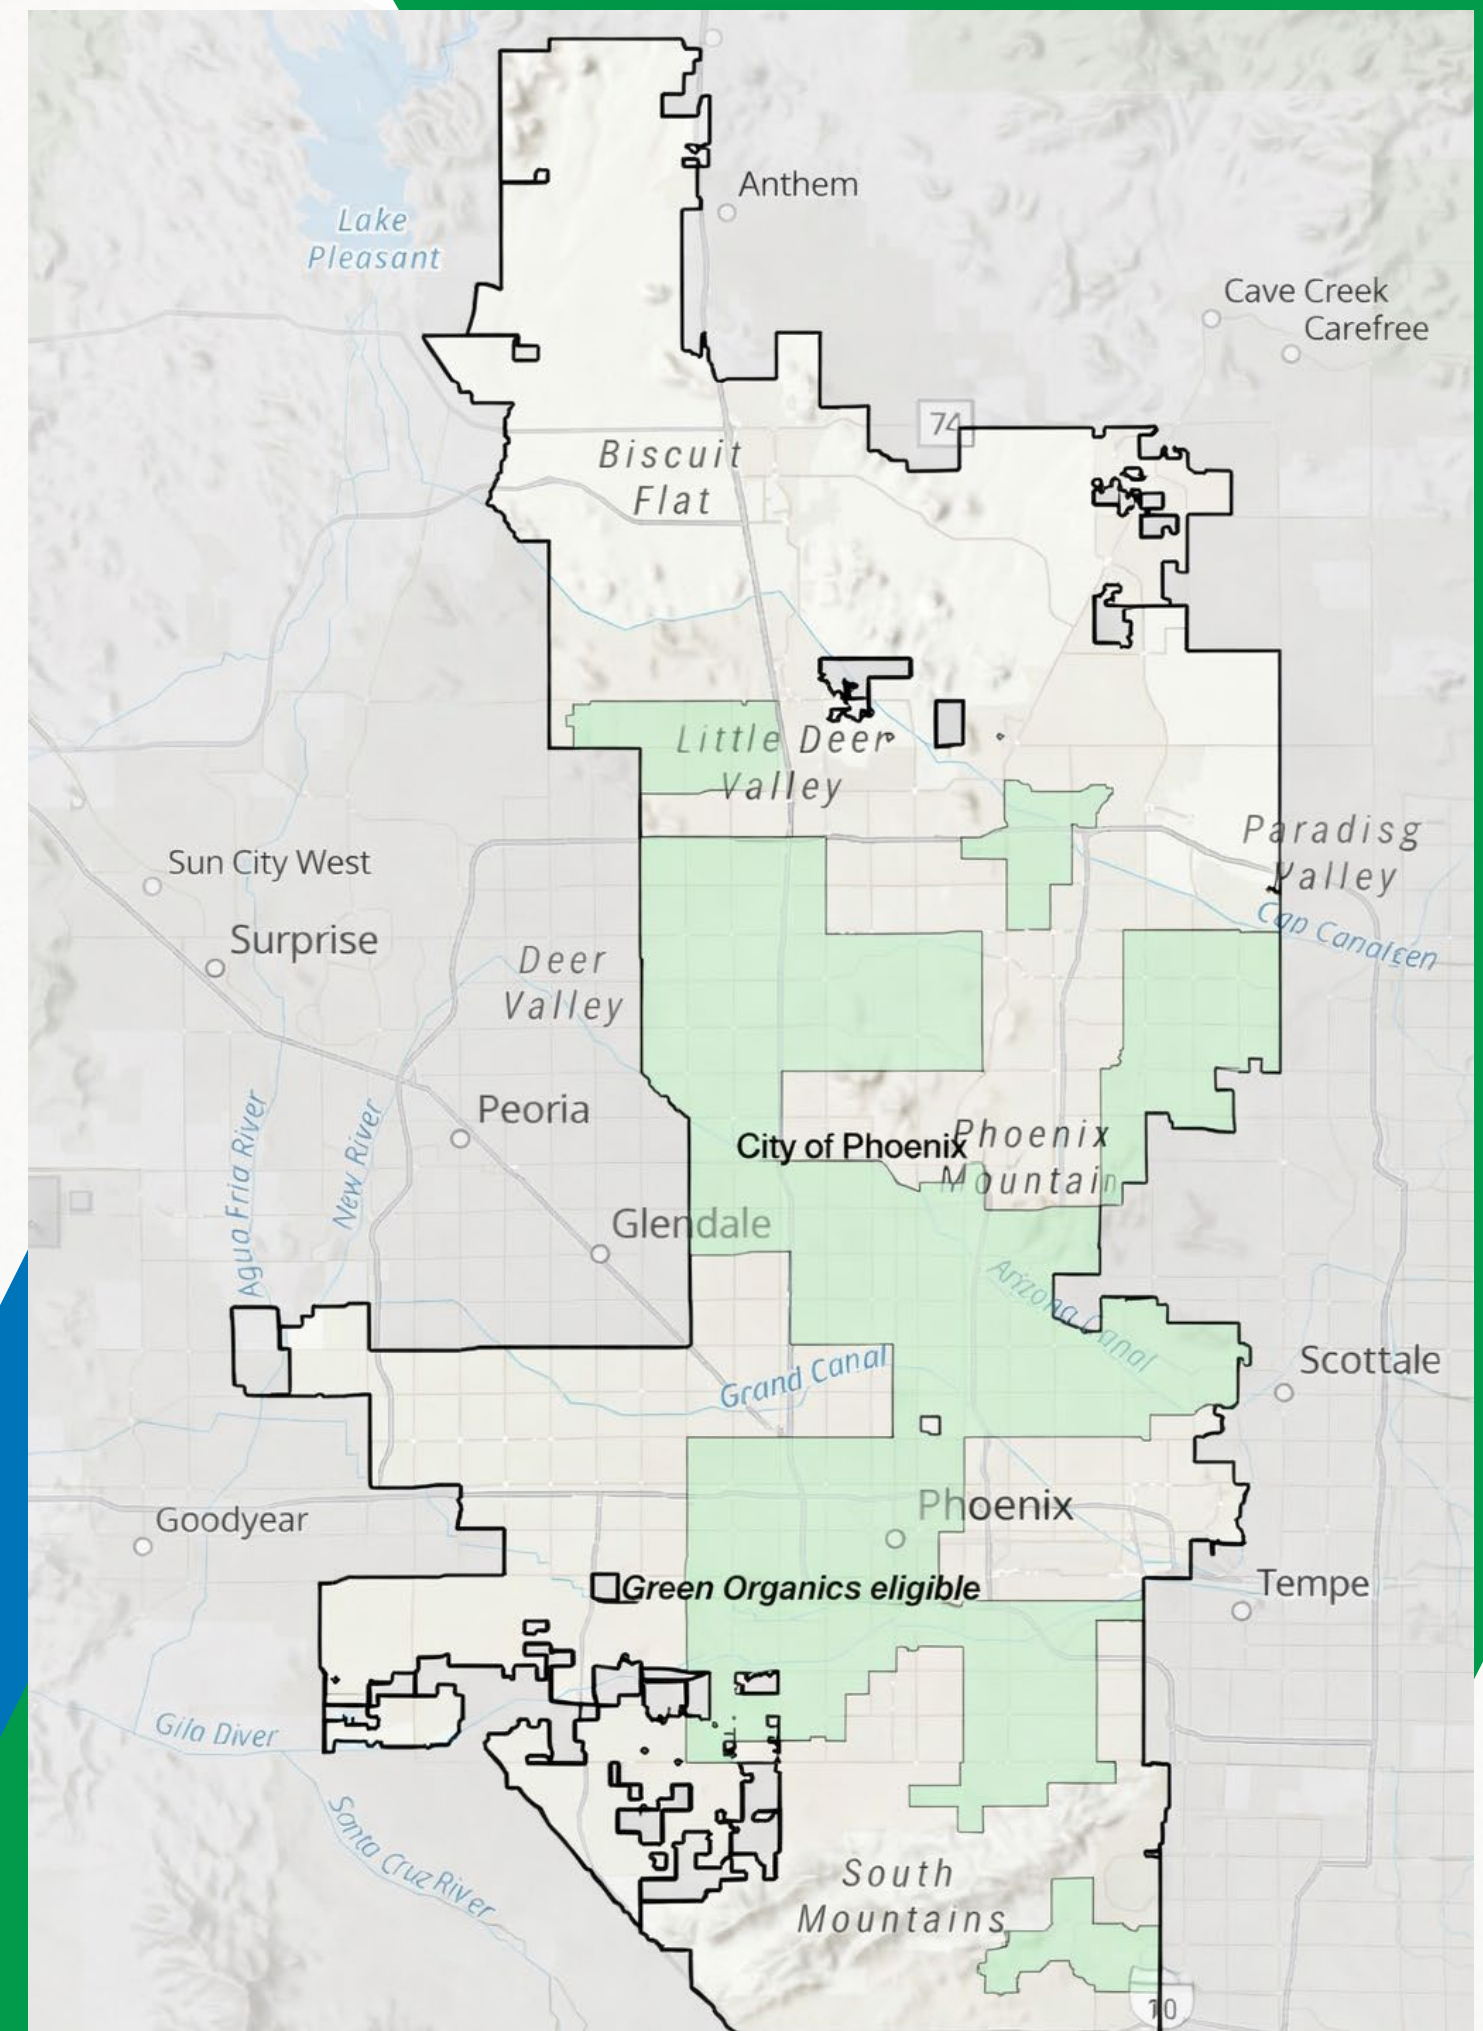 Anthem
Lake
Pleasant
Cave Creek
Carefree
74
Biscuit
Flat
Little Deer
Valley
Paradisg
Valley
Sun City West
Surprise
Cap Canalꞓen
Deer
Valley
Peoria
City of Phoenix
Phoenix
Mountain
Agua Fria River
New River
Glendale
Arizona Canal
Grand Canal
Scottale
Goodyear
Phoenix
Green Organics eligible
Tempe
Gila Diver
Santa Cruz River
South
Mountains
10